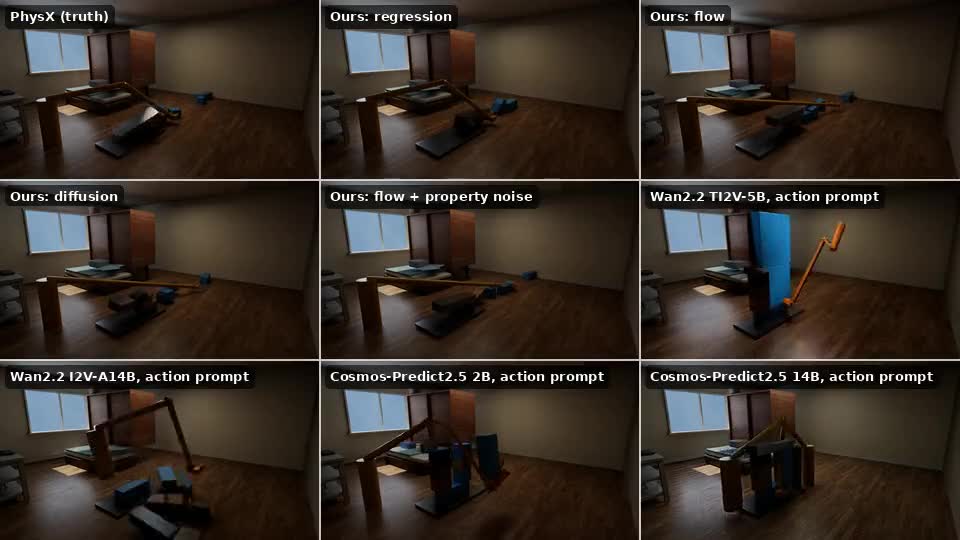 PhysX (truth)
Ours: regression
Ours: flow
Ours: diffusion
Ours: flow + property noise
Wan2.2 TI2V-5B, action prompt
Wan2.2 I2V-A14B, action prompt
Cosmos-Predict2.5 2B, action prompt
Cosmos-Predict2.5 14B, action prompt